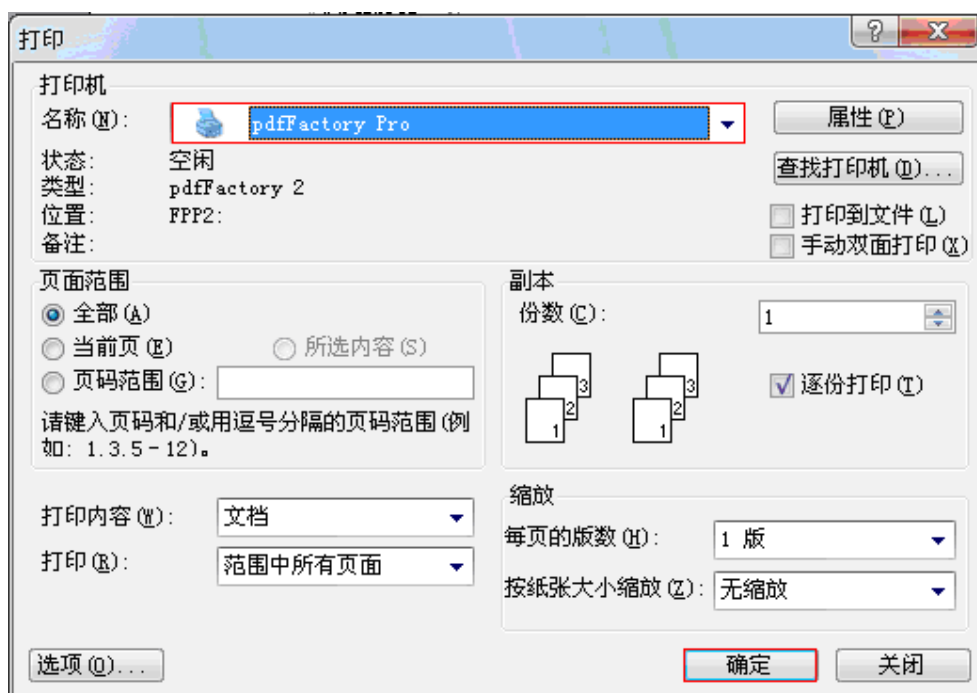 打印
打印机
名称(N):
pdfFactory Pro
属性(P)
状态:
空闲
查找打印机(D)...
类型:
pdfFactory 2
位置:
FPP2:
打印到文件(L)
备注:
手动双面打印(X)
页面范围
全部(A)
当前页(E)
所选内容(S)
页码范围(G):
请键入页码和/或用逗号分隔的页码范围(例
如: 1.3.5-12)。
副本
份数(C):
1
1 2 3
1 2 3
逐份打印(T)
打印内容(W):
文档
打印(R):
范围中所有页面
缩放
每页的版数(H):
1 版
按纸张大小缩放(Z):
无缩放
选项(O)...
确定
关闭